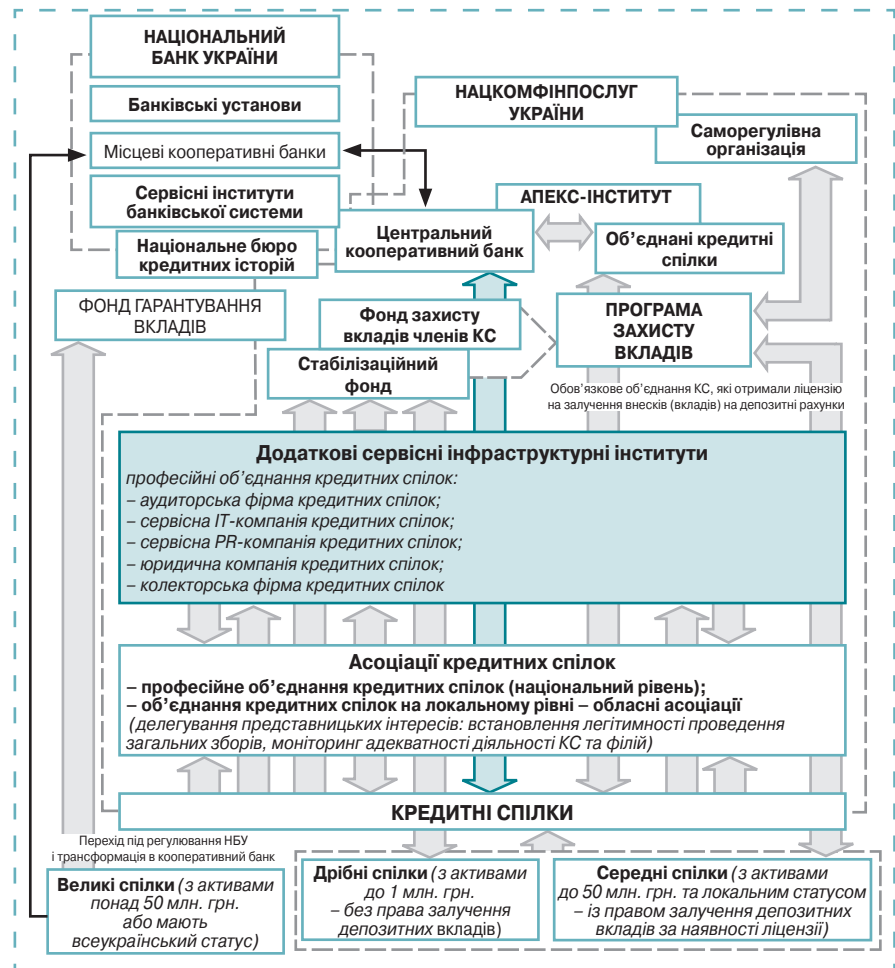 НАЦІОНАЛЬНИЙ
БАНК УКРАЇНИ
Банківські установи
Місцеві кооперативні банки
Сервісні інститути
банківської системи
Національне бюро
кредитних історій
ФОНД ГАРАНТУВАННЯ
ВКЛАДІВ
НАЦКОМФІНПОСЛУГ
УКРАЇНИ
Саморегулівна
організація
АПЕКС-ІНСТИТУТ
Центральний
кооперативний банк
Об’єднані кредитні
спілки
Фонд захисту
вкладів членів КС
Стабілізаційний
фонд
ПРОГРАМА
ЗАХИСТУ
ВКЛАДІВ
Обов’язкове об’єднання КС, які отримали ліцензію
на залучення внесків (вкладів) на депозитні рахунки
Додаткові сервісні інфраструктурні інститути
професійні об’єднання кредитних спілок:
– аудиторська фірма кредитних спілок;
– сервісна ІТ-компанія кредитних спілок;
– сервісна PR-компанія кредитних спілок;
– юридична компанія кредитних спілок;
– колекторська фірма кредитних спілок
Асоціації кредитних спілок
– професійне об’єднання кредитних спілок (національний рівень);
– об’єднання кредитних спілок на локальному рівні – обласні асоціації
(делегування представницьких інтересів: встановлення легітимності проведення
загальних зборів, моніторинг адекватності діяльності КС та філій)
КРЕДИТНІ СПІЛКИ
Перехід під регулювання НБУ
і трансформація в кооперативний банк
Великі спілки (з активами
понад 50 млн. грн.
або мають
всеукраїнський статус)
Дрібні спілки (з активами
до 1 млн. грн.
– без права залучення
депозитних вкладів)
Середні спілки (з активами
до 50 млн. грн. та локальним статусом
– із правом залучення депозитних
вкладів за наявності ліцензії)